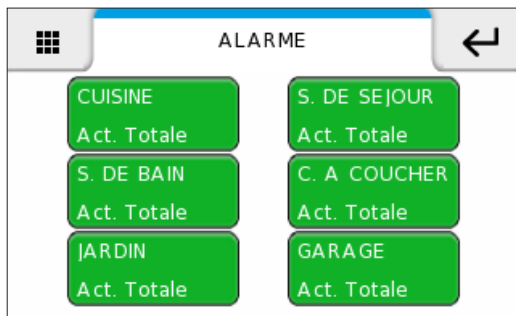 ALARME
CUISINE
Act. Totale
S. DE SEJOUR
Act. Totale
S. DE BAIN
Act. Totale
C. A COUCHER
Act. Totale
JARDIN
Act. Totale
GARAGE
Act. Totale